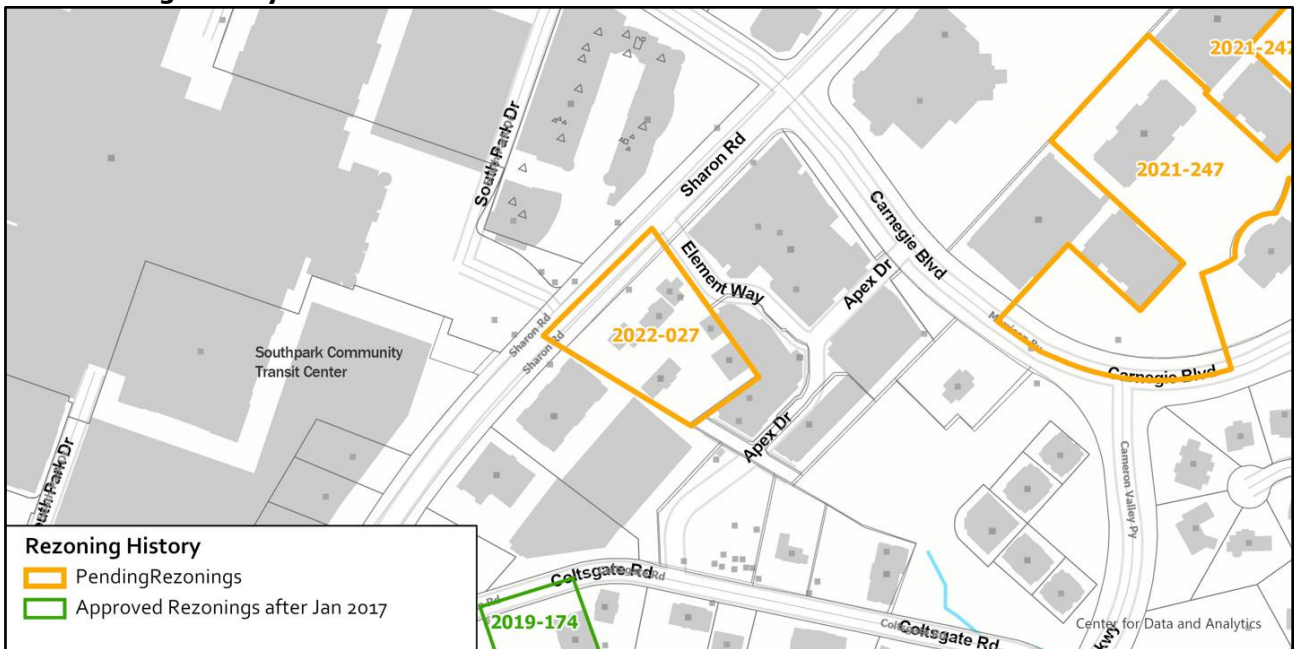 2021-247
2021-247
South Park Dr
Sharon Rd
Carnegie Blvd
Element Way
Apex Dr
2022-027
Sharon Rd
Sharon Rd
Southpark Community
Transit Center
Carnegie Blvd
Apex Dr
Cameron Valley Py
South Park Dr
Rezoning History
PendingRezonings
Approved Rezonings after Jan 2017
Coltsgate Rd
2019-174
Coltsgate Rd
Center for Data and Analytics